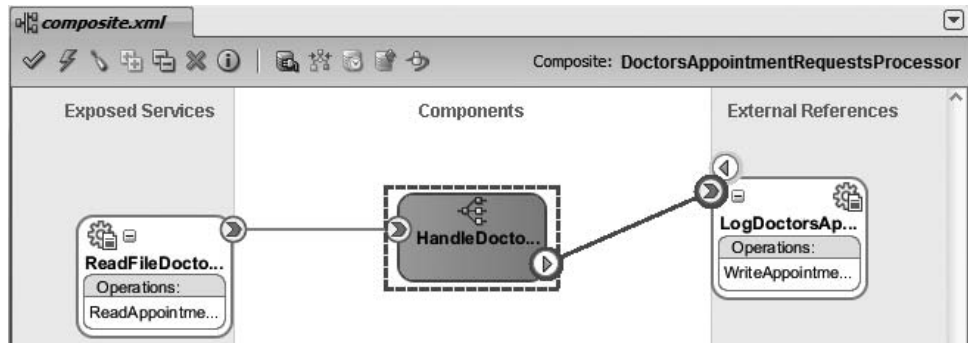 composite.xml
Composite: DoctorsAppointmentRequestsProcessor
Exposed Services
Components
External References
ReadFileDocto...
Operations:
ReadAppointme...
HandleDocto...
LogDoctorsAp...
Operations:
WriteAppointme...